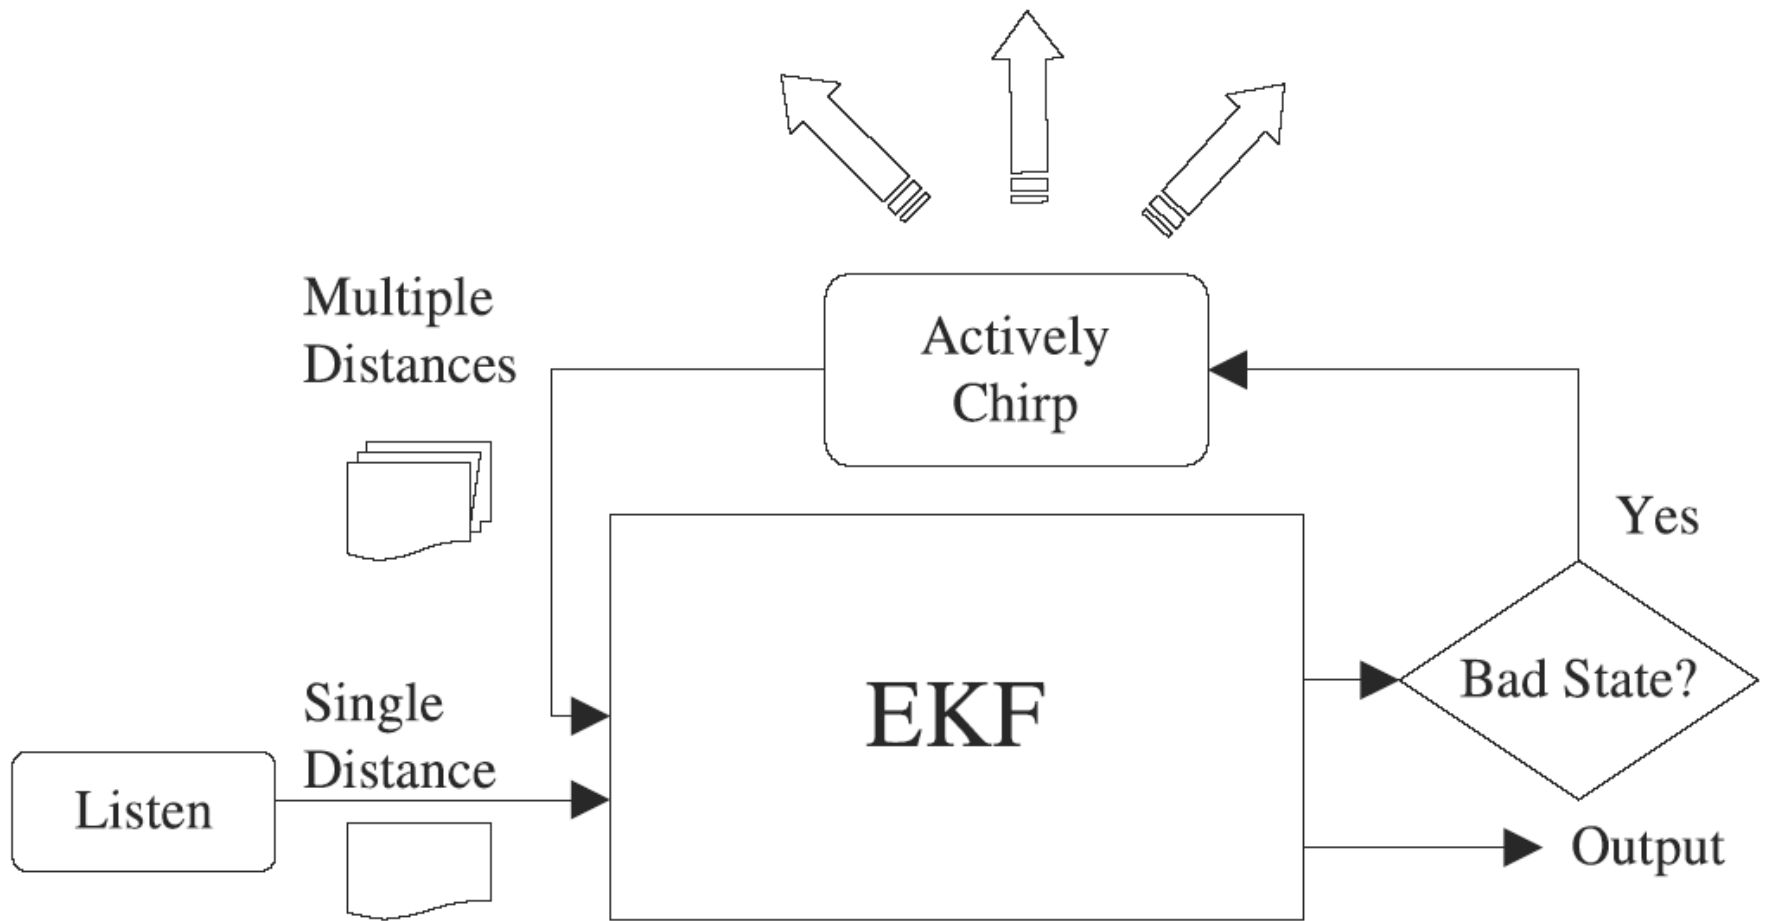 Multiple
Distances
Actively
Chirp
Yes
Bad State?
EKF
Single
Distance
Listen
Output